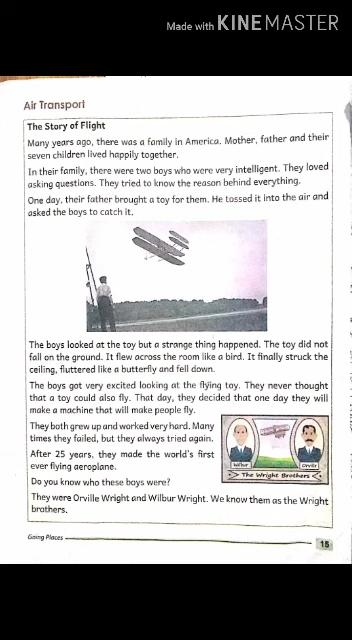 Made with KINEMASTER
Air Transport
The Story of Flight
Many years ago, there was a family in America. Mother, father and their
seven children lived happily together.
In their family, there were two boys who were very intelligent. They loved
asking questions. They tried to know the reason behind everything.
One day, their father brought a toy for them. He tossed it into the air and
asked the boys to catch it.
The boys looked at the toy but a strange thing happened. The toy did not
fall on the ground. It flew across the room like a bird. It finally struck the
ceiling, fluttered like a butterfly and fell down.
The boys got very excited looking at the flying toy. They never thought
that a toy could also fly. That day, they decided that one day they will
make a machine that will make people fly.
They both grew up and worked very hard. Many
times they failed, but they always tried again.
After 25 years, they made the world's first
ever flying aeroplane.
Do you know who these boys were?
Wilbur
Orville
The Wright Brothers
They were Orville Wright and Wilbur Wright. We know them as the Wright
brothers.
Going Places
15